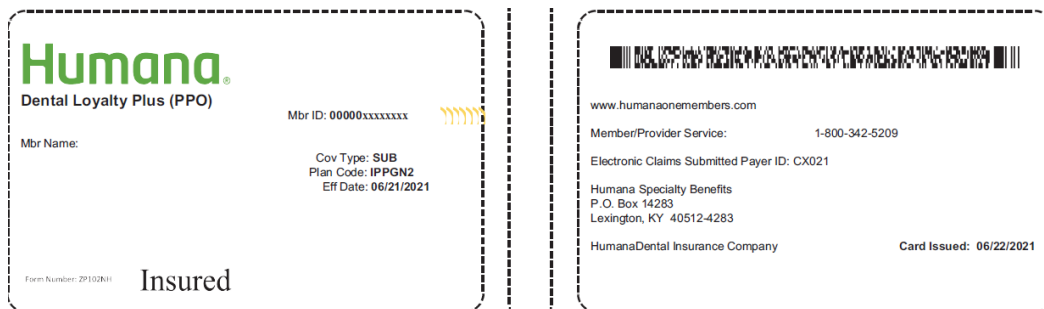 Humana®
Dental Loyalty Plus (PPO)
Mbr ID: 00000xxxxxxxx
Mbr Name:
Cov Type: SUB
Plan Code: IPPGN2
Eff Date: 06/21/2021
Form Number: ZP102NH
Insured
www.humanaonemembers.com
Member/Provider Service: 1-800-342-5209
Electronic Claims Submitted Payer ID: CX021
Humana Specialty Benefits
P.O. Box 14283
Lexington, KY 40512-4283
HumanaDental Insurance Company
Card Issued: 06/22/2021